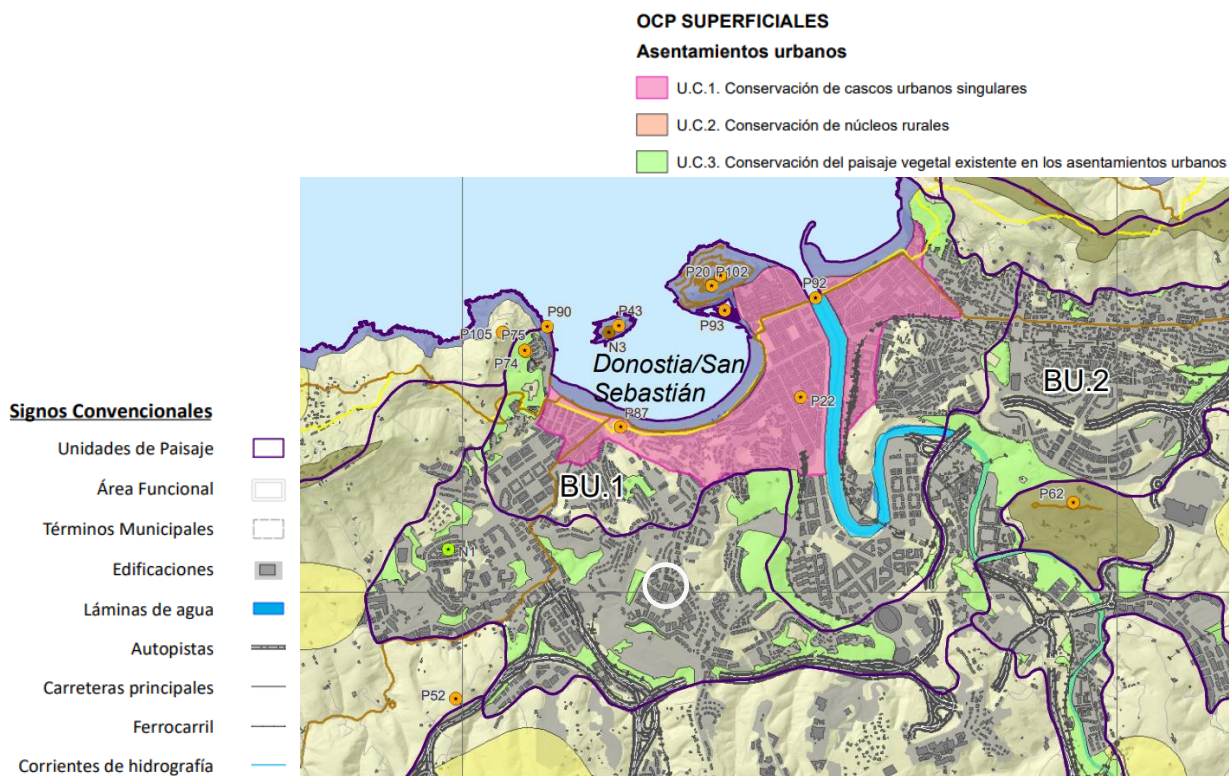 OCP SUPERFICIALES
Asentamientos urbanos
U.C.1. Conservación de cascos urbanos singulares
U.C.2. Conservación de núcleos rurales
U.C.3. Conservación del paisaje vegetal existente en los asentamientos urbanos
P20
P102
P92
P90
P43
P93
P105
P75
N3
P74
Donostia/San
Sebastián
BU.2
P22
P87
BU.1
P62
N1
P52
Signos Convencionales
Unidades de Paisaje
Área Funcional
Términos Municipales
Edificaciones
Láminas de agua
Autopistas
Carreteras principales
Ferrocarril
Corrientes de hidrografía